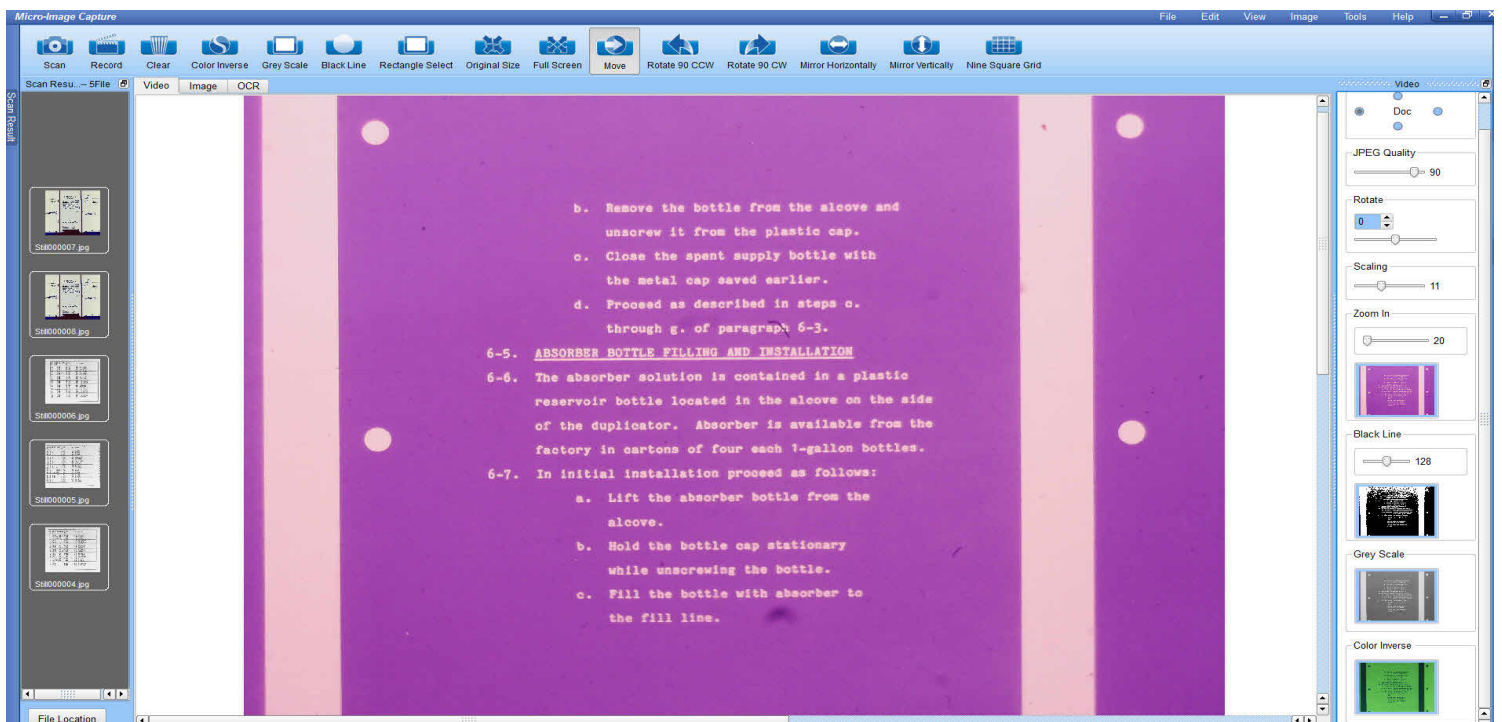 Micro-Image Capture
File Edit View Image Tools Help
Scan Record Clear Color Inverse Grey Scale Black Line Rectangle Select Original Size Full Screen Move Rotate 90 CCW Rotate 90 CW Mirror Horizontally Mirror Vertically Nine Square Grid
Scan Resu...-- 5File
Video Image OCR
Video
Scan Result
Still000007.jpg
Still000008.jpg
Still000006.jpg
Still000005.jpg
Still000004.jpg
File Location
b. Remove the bottle from the alcove and
unscrew it from the plastic cap.
c. Close the spent supply bottle with
the metal cap saved earlier.
d. Proceed as described in steps c.
through g. of paragraph 6-3.
6-5. ABSORBER BOTTLE FILLING AND INSTALLATION
6-6. The absorber solution is contained in a plastic
reservoir bottle located in the alcove on the side
of the duplicator. Absorber is available from the
factory in cartons of four each 1-gallon bottles.
6-7. In initial installation proceed as follows:
a. Lift the absorber bottle from the
alcove.
b. Hold the bottle cap stationary
while unscrewing the bottle.
c. Fill the bottle with absorber to
the fill line.
Doc
JPEG Quality
90
Rotate
0
Scaling
11
Zoom In
20
Black Line
128
Grey Scale
Color Inverse